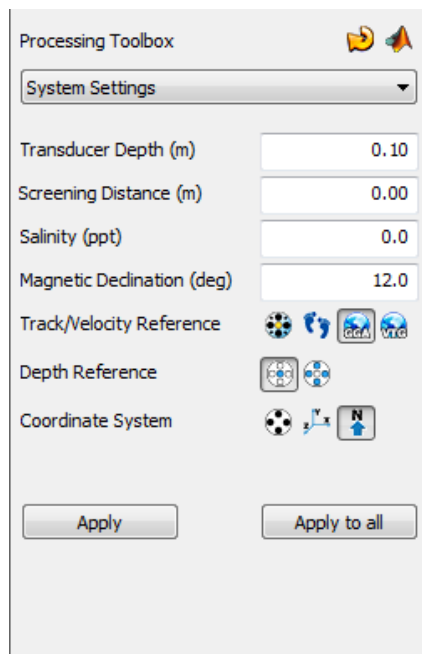 Processing Toolbox
System Settings
Transducer Depth (m) 0.10
Screening Distance (m) 0.00
Salinity (ppt) 0.0
Magnetic Declination (deg) 12.0
Track/Velocity Reference GGA VTG
Depth Reference
Coordinate System z Y x N
Apply Apply to all